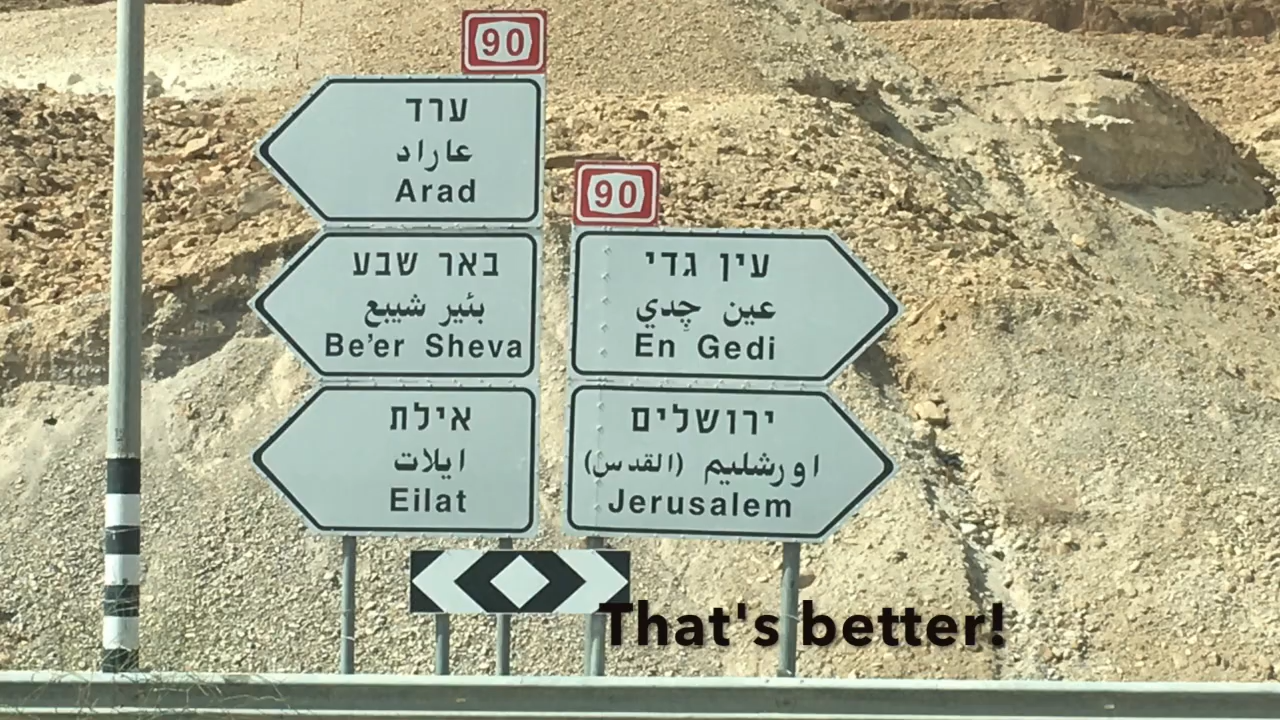 90
ערד
عاراد
Arad
באר שבע
بئير شيبع
Be'er Sheva
אילת
ايلات
Eilat
90
עין גדי
عين چدي
En Gedi
ירושלים
اورشليم (القدس)
Jerusalem
That's better!